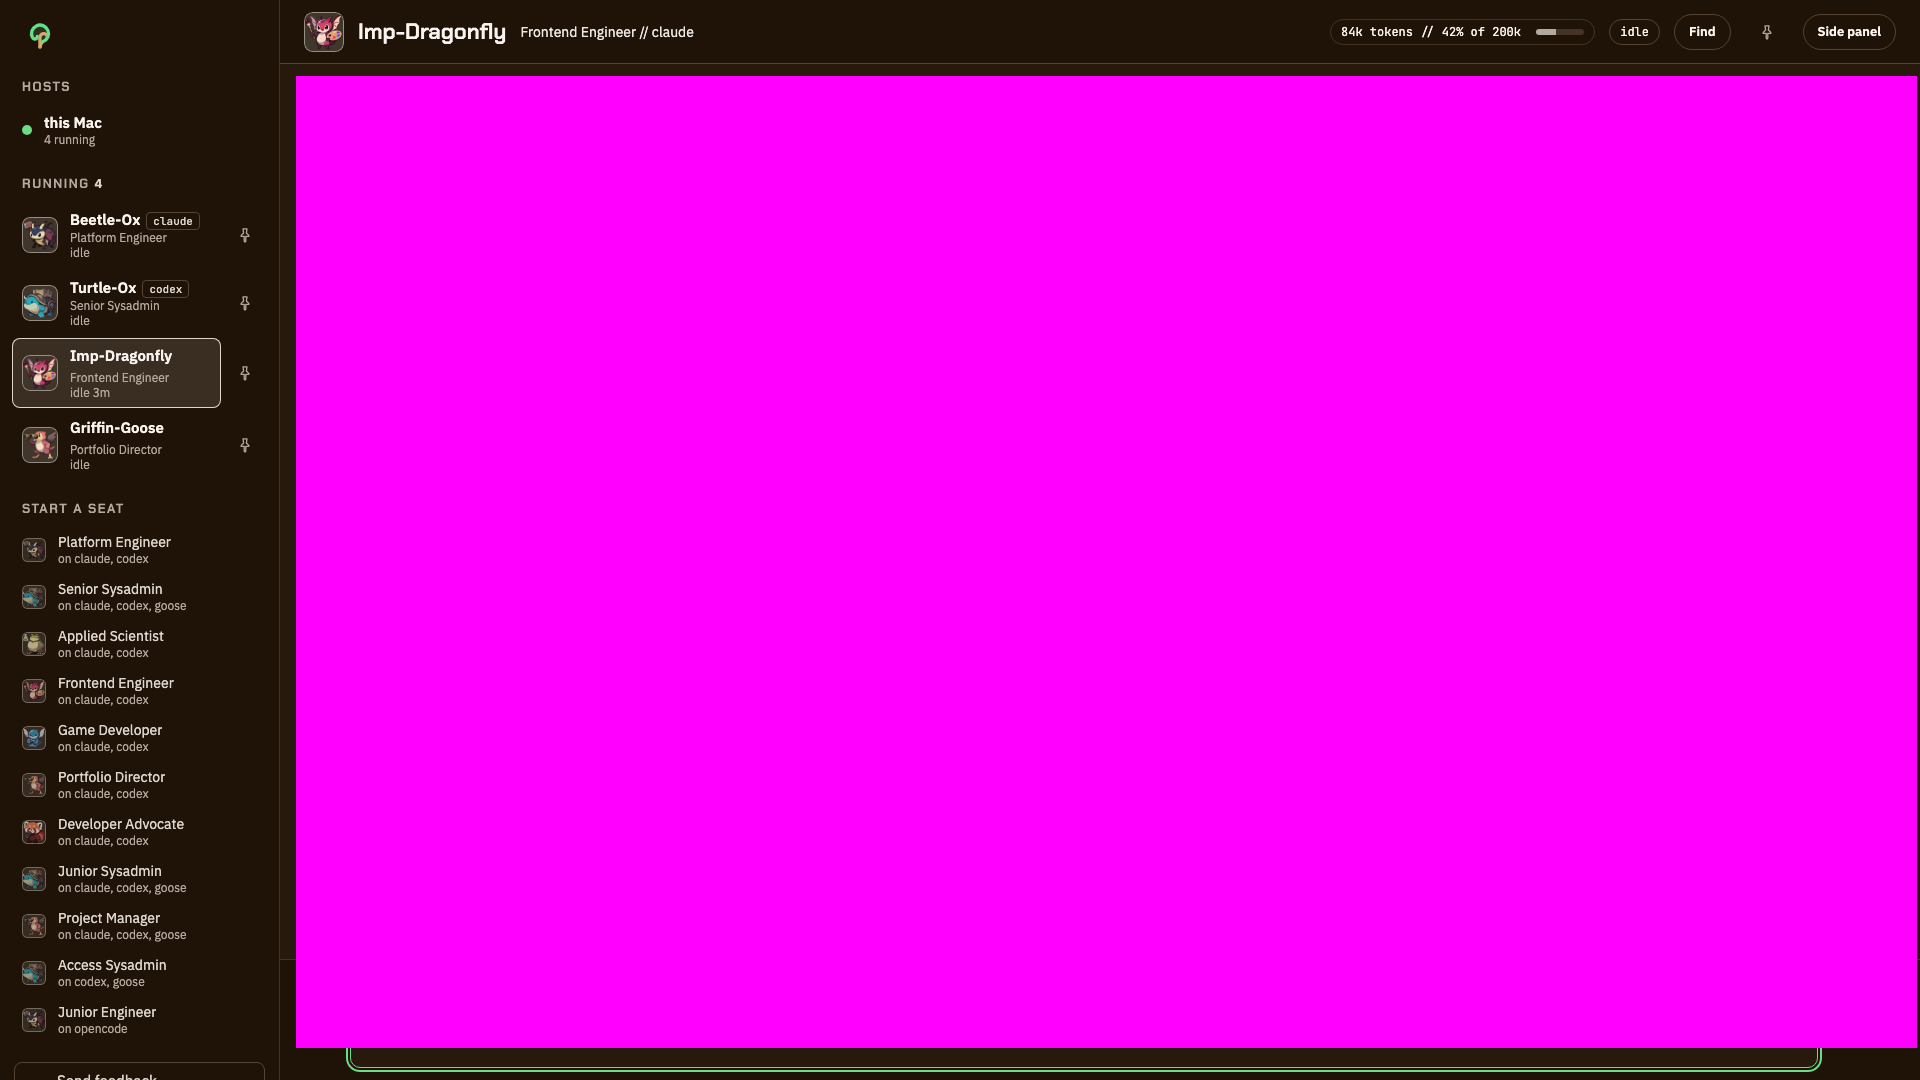 Imp-Dragonfly Frontend Engineer // claude
84k tokens // 42% of 200k
idle
Find
Side panel
HOSTS
this Mac
4 running
RUNNING 4
Beetle-Ox claude
Platform Engineer
idle
Turtle-Ox codex
Senior Sysadmin
idle
Imp-Dragonfly
Frontend Engineer
idle 3m
Griffin-Goose
Portfolio Director
idle
START A SEAT
Platform Engineer
on claude, codex
Senior Sysadmin
on claude, codex, goose
Applied Scientist
on claude, codex
Frontend Engineer
on claude, codex
Game Developer
on claude, codex
Portfolio Director
on claude, codex
Developer Advocate
on claude, codex
Junior Sysadmin
on claude, codex, goose
Project Manager
on claude, codex, goose
Access Sysadmin
on codex, goose
Junior Engineer
on opencode
Send feedback